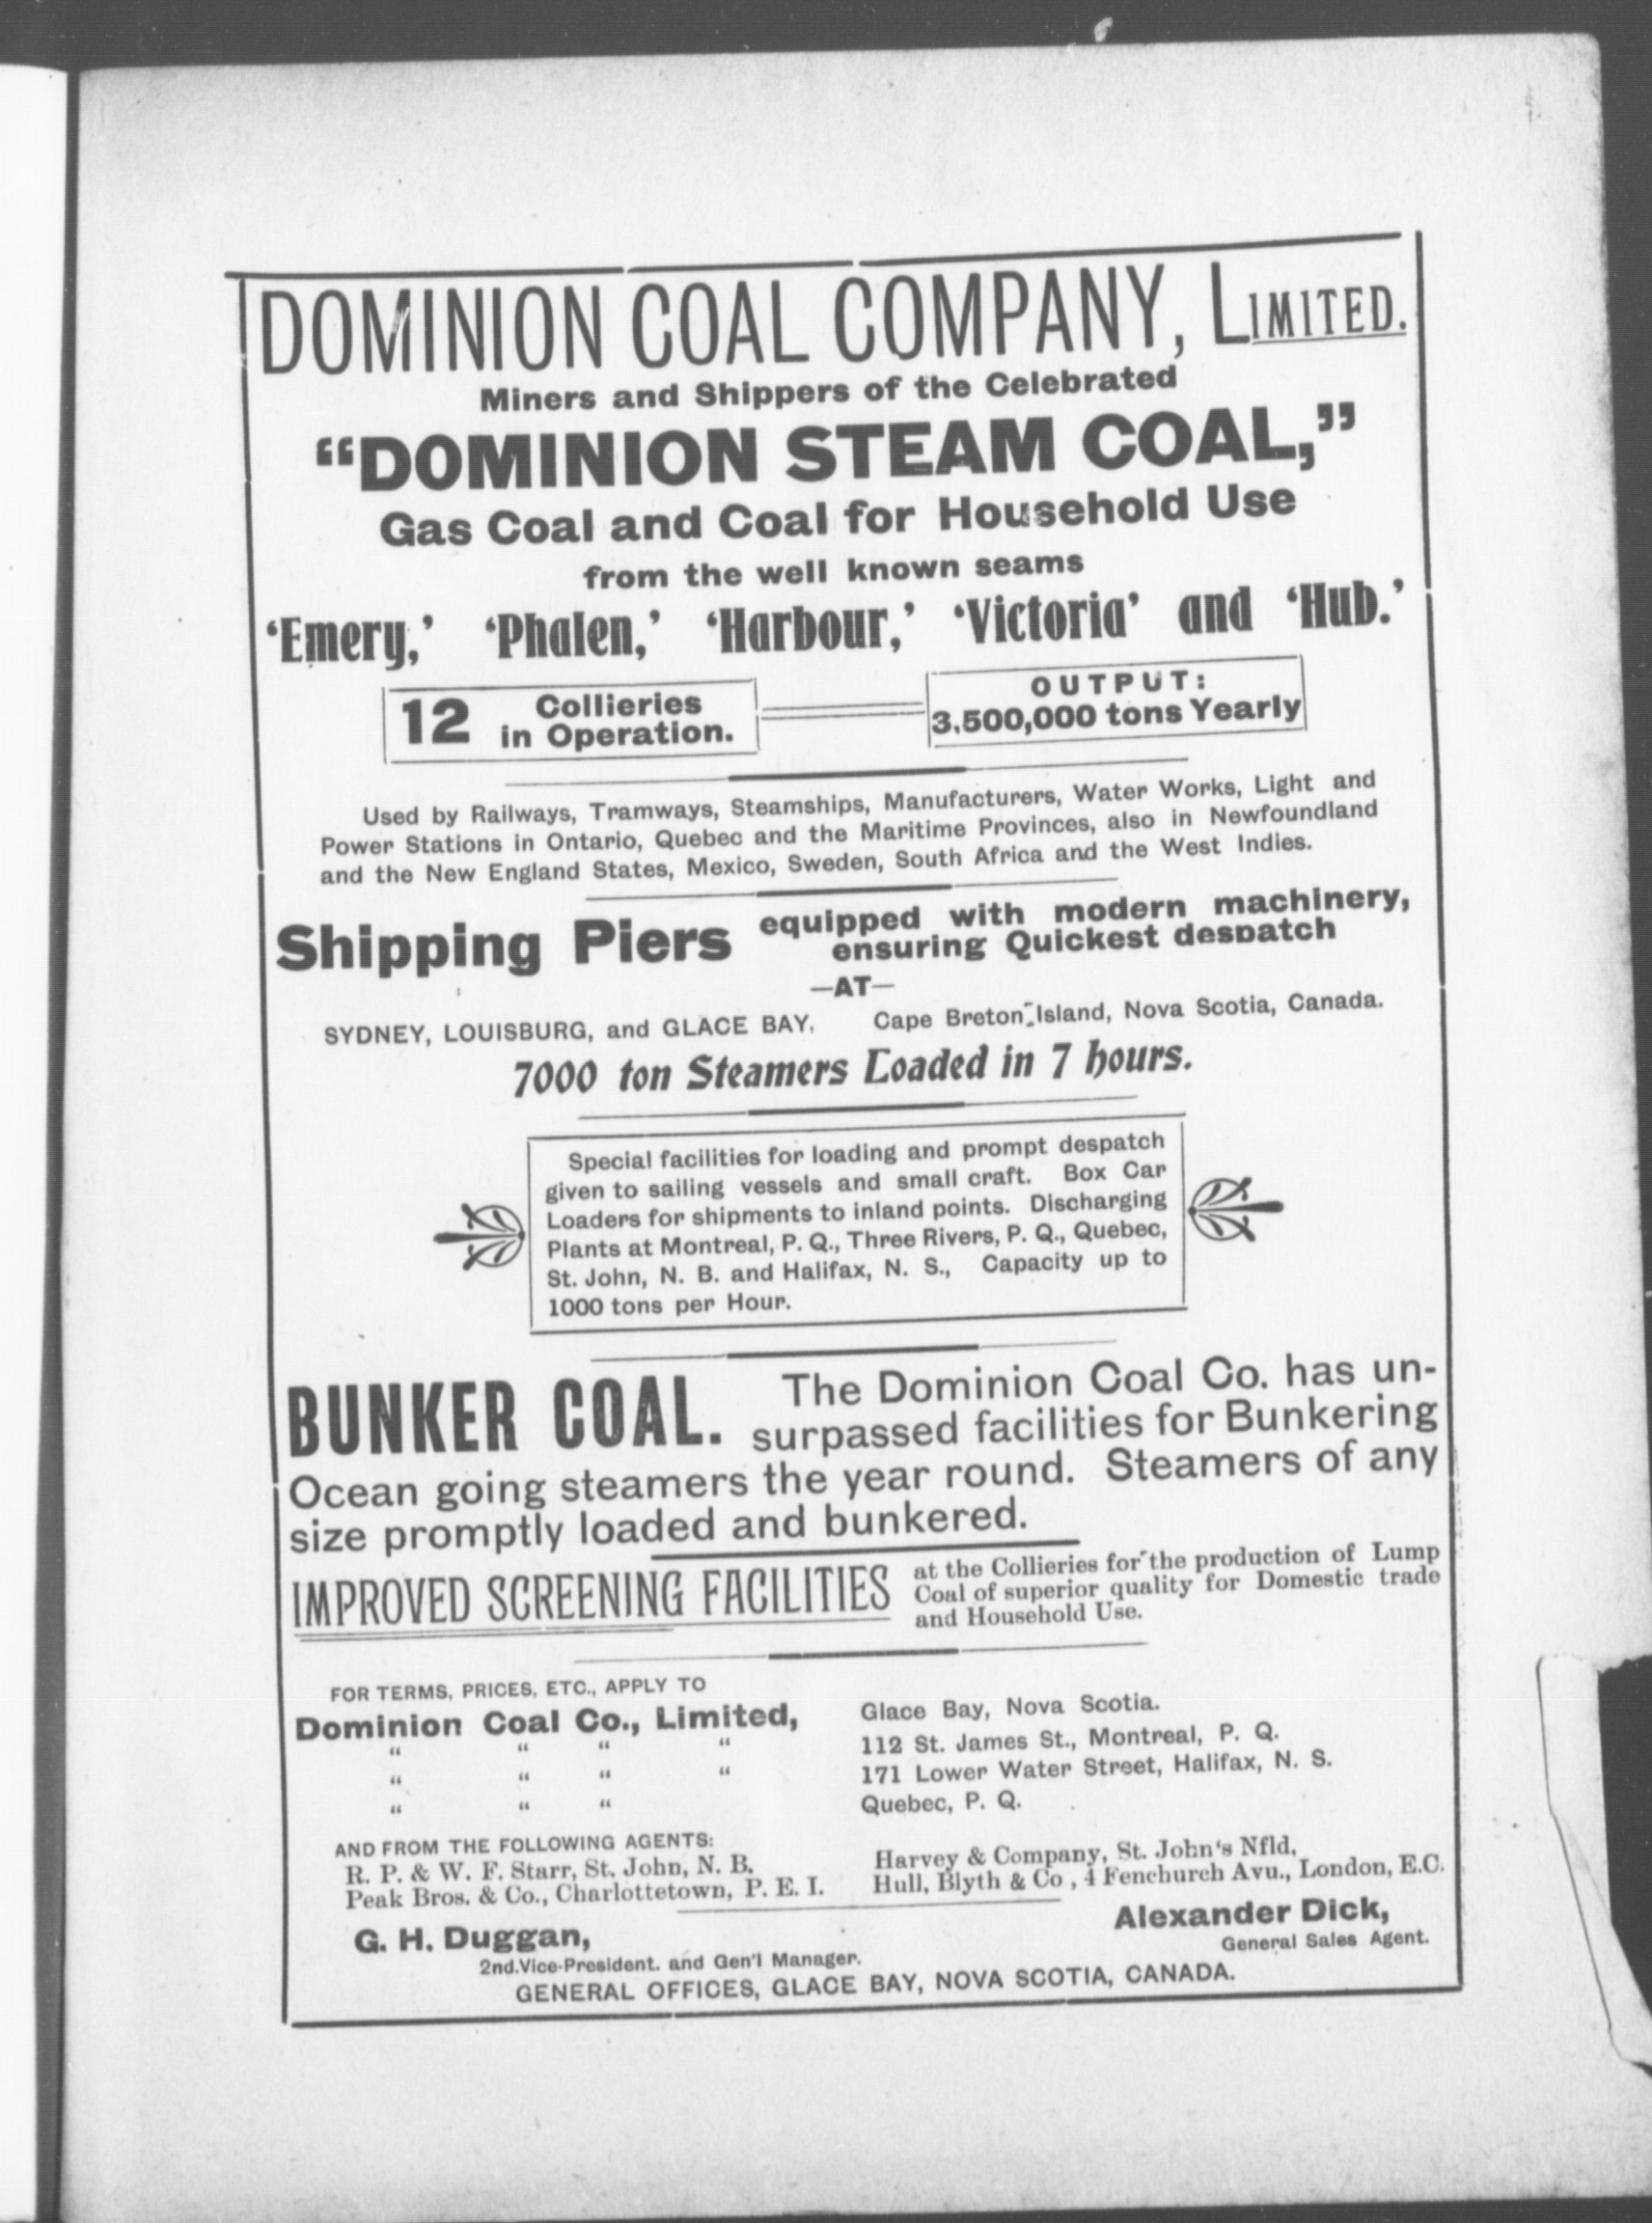 DOMINION COAL COMPANY, LIMITED.
Miners and Shippers of the Celebrated
“DOMINION STEAM COAL,”
Gas Coal and Coal for Household Use
from the well known seams
‘Emery,’ ‘Phalen,’ ‘Harbour,’ ‘Victoria’ and ‘Hub.’
12 Collieries
in Operation.
OUTPUT:
3,500,000 tons Yearly
Used by Railways, Tramways, Steamships, Manufacturers, Water Works, Light and
Power Stations in Ontario, Quebec and the Maritime Provinces, also in Newfoundland
and the New England States, Mexico, Sweden, South Africa and the West Indies.
Shipping Piers equipped with modern machinery,
ensuring Quickest despatch
—AT—
SYDNEY, LOUISBURG, and GLACE BAY, Cape Breton Island, Nova Scotia, Canada.
7000 ton Steamers Loaded in 7 hours.
Special facilities for loading and prompt despatch
given to sailing vessels and small craft. Box Car
Loaders for shipments to inland points. Discharging
Plants at Montreal, P. Q., Three Rivers, P. Q., Quebec,
St. John, N. B. and Halifax, N. S., Capacity up to
1000 tons per Hour.
BUNKER COAL. The Dominion Coal Co. has un-
surpassed facilities for Bunkering
Ocean going steamers the year round. Steamers of any
size promptly loaded and bunkered.
IMPROVED SCREENING FACILITIES at the Collieries for the production of Lump
Coal of superior quality for Domestic trade
and Household Use.
FOR TERMS, PRICES, ETC., APPLY TO
Dominion Coal Co., Limited, Glace Bay, Nova Scotia.
“ “ “ “ 112 St. James St., Montreal, P. Q.
“ “ “ “ 171 Lower Water Street, Halifax, N. S.
“ “ “ Quebec, P. Q.
AND FROM THE FOLLOWING AGENTS:
R. P. & W. F. Starr, St. John, N. B. Harvey & Company, St. John's Nfld,
Peak Bros. & Co., Charlottetown, P. E. I. Hull, Blyth & Co , 4 Fenchurch Avu., London, E.C.
G. H. Duggan, Alexander Dick,
2nd.Vice-President. and Gen'l Manager. General Sales Agent.
GENERAL OFFICES, GLACE BAY, NOVA SCOTIA, CANADA.